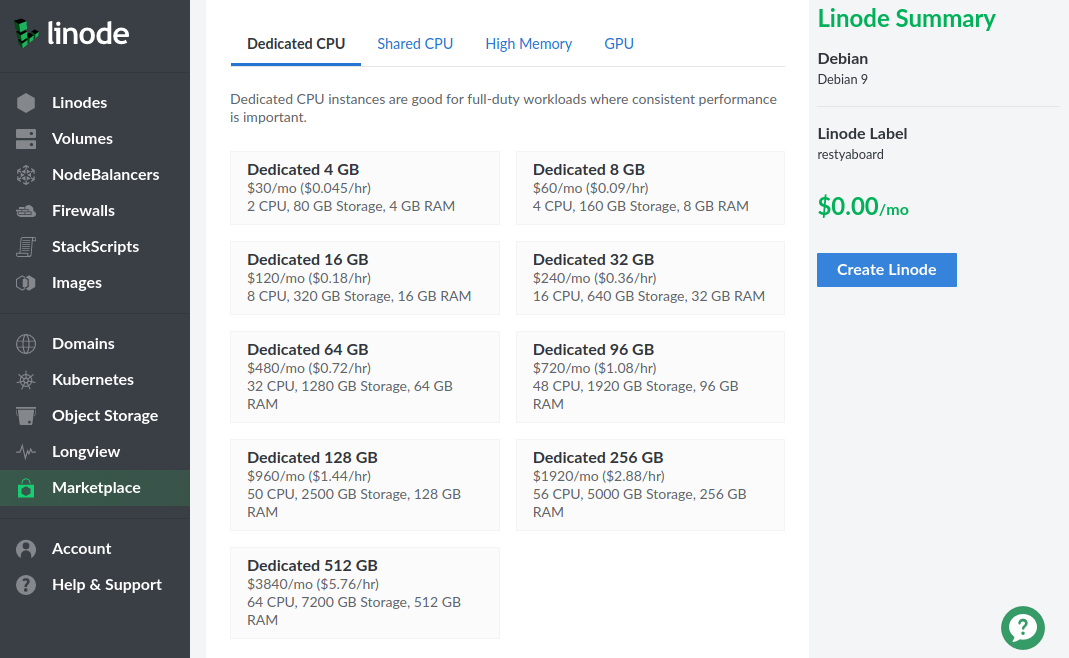 linode
Linodes
Volumes
NodeBalancers
Firewalls
StackScripts
Images
Domains
Kubernetes
Object Storage
Longview
Marketplace
Account
Help & Support
Dedicated CPU
Shared CPU
High Memory
GPU
Dedicated CPU instances are good for full-duty workloads where consistent performance
is important.
Dedicated 4 GB
$30/mo ($0.045/hr)
2 CPU, 80 GB Storage, 4 GB RAM
Dedicated 8 GB
$60/mo ($0.09/hr)
4 CPU, 160 GB Storage, 8 GB RAM
Dedicated 16 GB
$120/mo ($0.18/hr)
8 CPU, 320 GB Storage, 16 GB RAM
Dedicated 32 GB
$240/mo ($0.36/hr)
16 CPU, 640 GB Storage, 32 GB RAM
Dedicated 64 GB
$480/mo ($0.72/hr)
32 CPU, 1280 GB Storage, 64 GB
RAM
Dedicated 96 GB
$720/mo ($1.08/hr)
48 CPU, 1920 GB Storage, 96 GB
RAM
Dedicated 128 GB
$960/mo ($1.44/hr)
50 CPU, 2500 GB Storage, 128 GB
RAM
Dedicated 256 GB
$1920/mo ($2.88/hr)
56 CPU, 5000 GB Storage, 256 GB
RAM
Dedicated 512 GB
$3840/mo ($5.76/hr)
64 CPU, 7200 GB Storage, 512 GB
RAM
Linode Summary
Debian
Debian 9
Linode Label
restyaboard
$0.00/mo
Create Linode